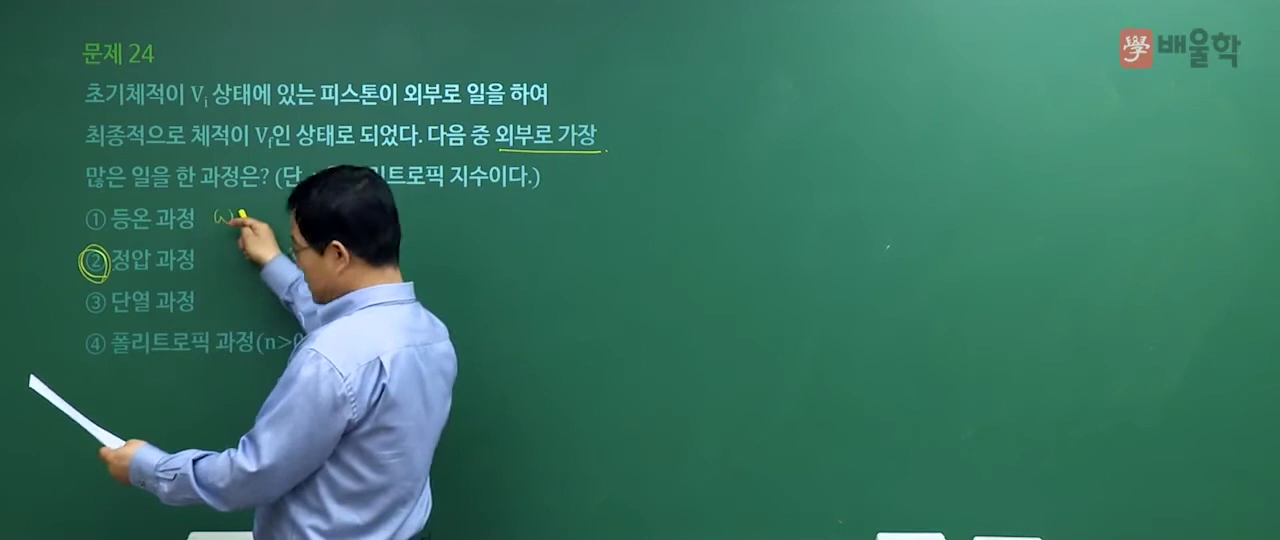 學 배울학
문제 24
초기체적이 Vi 상태에 있는 피스톤이 외부로 일을 하여
최종적으로 체적이 Vf인 상태로 되었다. 다음 중 외부로 가장
많은 일을 한 과정은? (단, 리트로픽 지수이다.)
① 등온 과정 W
② 정압 과정
③ 단열 과정
④ 폴리트로픽 과정(n>0